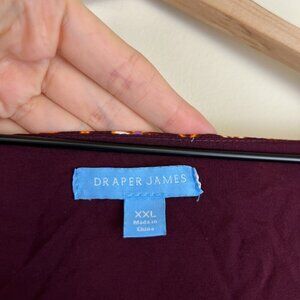 DRAPER JAMES
XXL
Made in
China